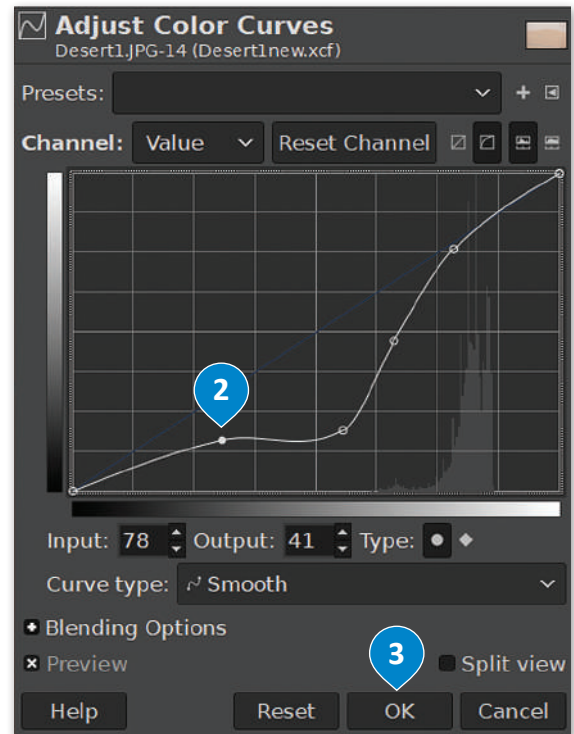 Adjust Color Curves
Desert1.JPG-14 (Desert1new.xcf)
Presets:
Channel: Value Reset Channel
2
Input: 78 Output: 41 Type:
Curve type: Smooth
Blending Options
3
Preview Split view
Help Reset OK Cancel